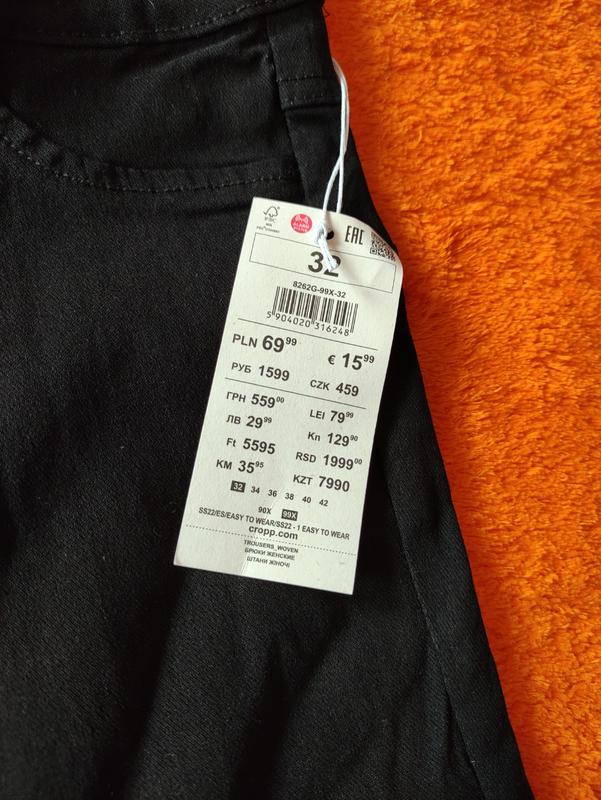 FSC
MIX
EAC
32
8262G-99X-32
5 904020 316248
PLN 69 99
€ 15 99
РУБ 1599
CZK 459
ГРН 559 00
LEI 79 99
ЛВ 29 99
Kn 129 90
Ft 5595
RSD 1999 00
KM 35 95
KZT 7990
32 34 36 38 40 42
90X 99X
SS22/ES/EASY TO WEAR/SS22 - 1 EASY TO WEAR
cropp.com
TROUSERS_WOVEN
БРЮКИ ЖЕНСКИЕ
ШТАНИ ЖІНОЧІ